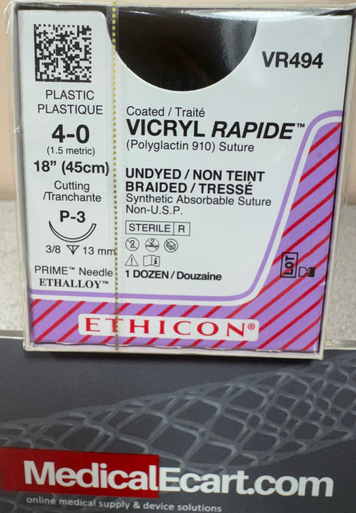 VR494
PLASTIC
PLASTIQUE
4-0
(1.5 metric)
18" (45cm)
Cutting
/Tranchante
P-3
3/8 13 mm
PRIME™ Needle
ETHALLOY™
Coated / Traité
VICRYL RAPIDE™
(Polyglactin 910) Suture
UNDYED / NON TEINT
BRAIDED / TRESSÉ
Synthetic Absorbable Suture
Non-U.S.P.
STERILE R
1 DOZEN / Douzaine
LOT
ETHICON®
MedicalEcart.com
online medical supply & device solutions